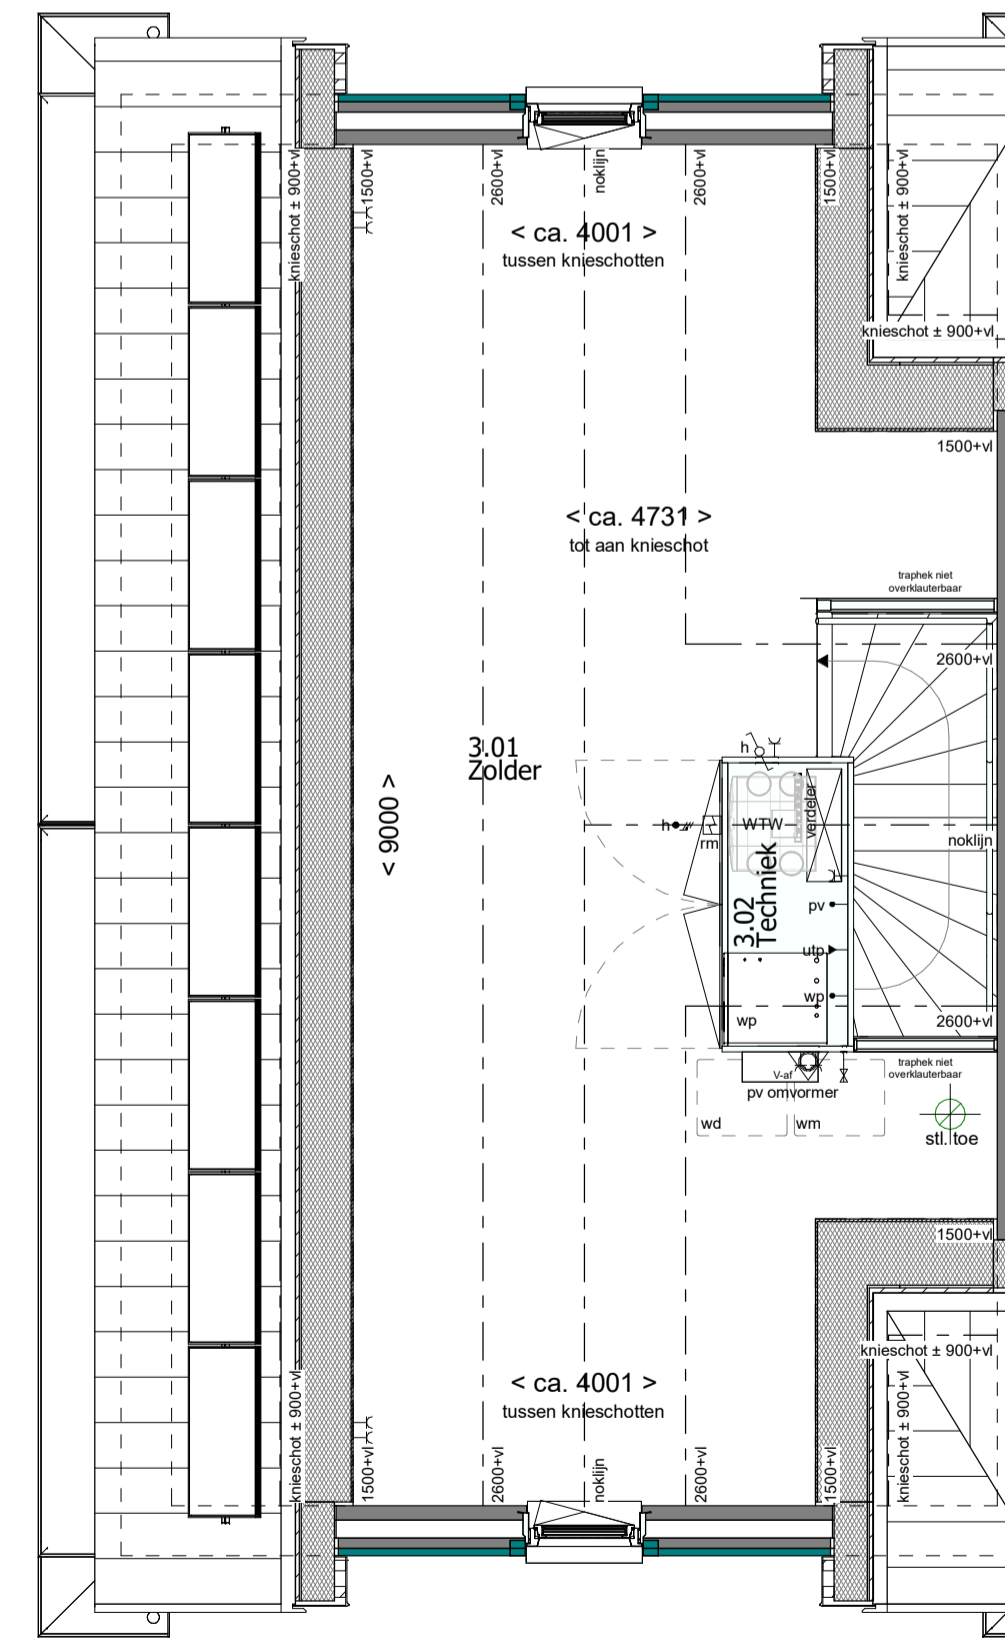 knieschot ± 900+vl
1500+vl
2600+vl
noklijn
2600+vl
1500+vl
knieschot ± 900+vl
< ca. 4001 >
tussen knieschotten
knieschot ± 900+vl
1500+vl
< ca. 4731 >
tot aan knieschot
traphek niet
overklauterbaar
2600+vl
3.01
Zolder
h
< 9000 >
h
rm
WTW
verdeler
noklijn
3.02
Techniek
pv
utp
wp
wp
2600+vl
traphek niet
overklauterbaar
V-af
pv omvormer
wd
wm
stl. toe
1500+vl
knieschot ± 900+vl
< ca. 4001 >
tussen knieschotten
knieschot ± 900+vl
1500+vl
2600+vl
noklijn
2600+vl
1500+vl
knieschot ± 900+vl